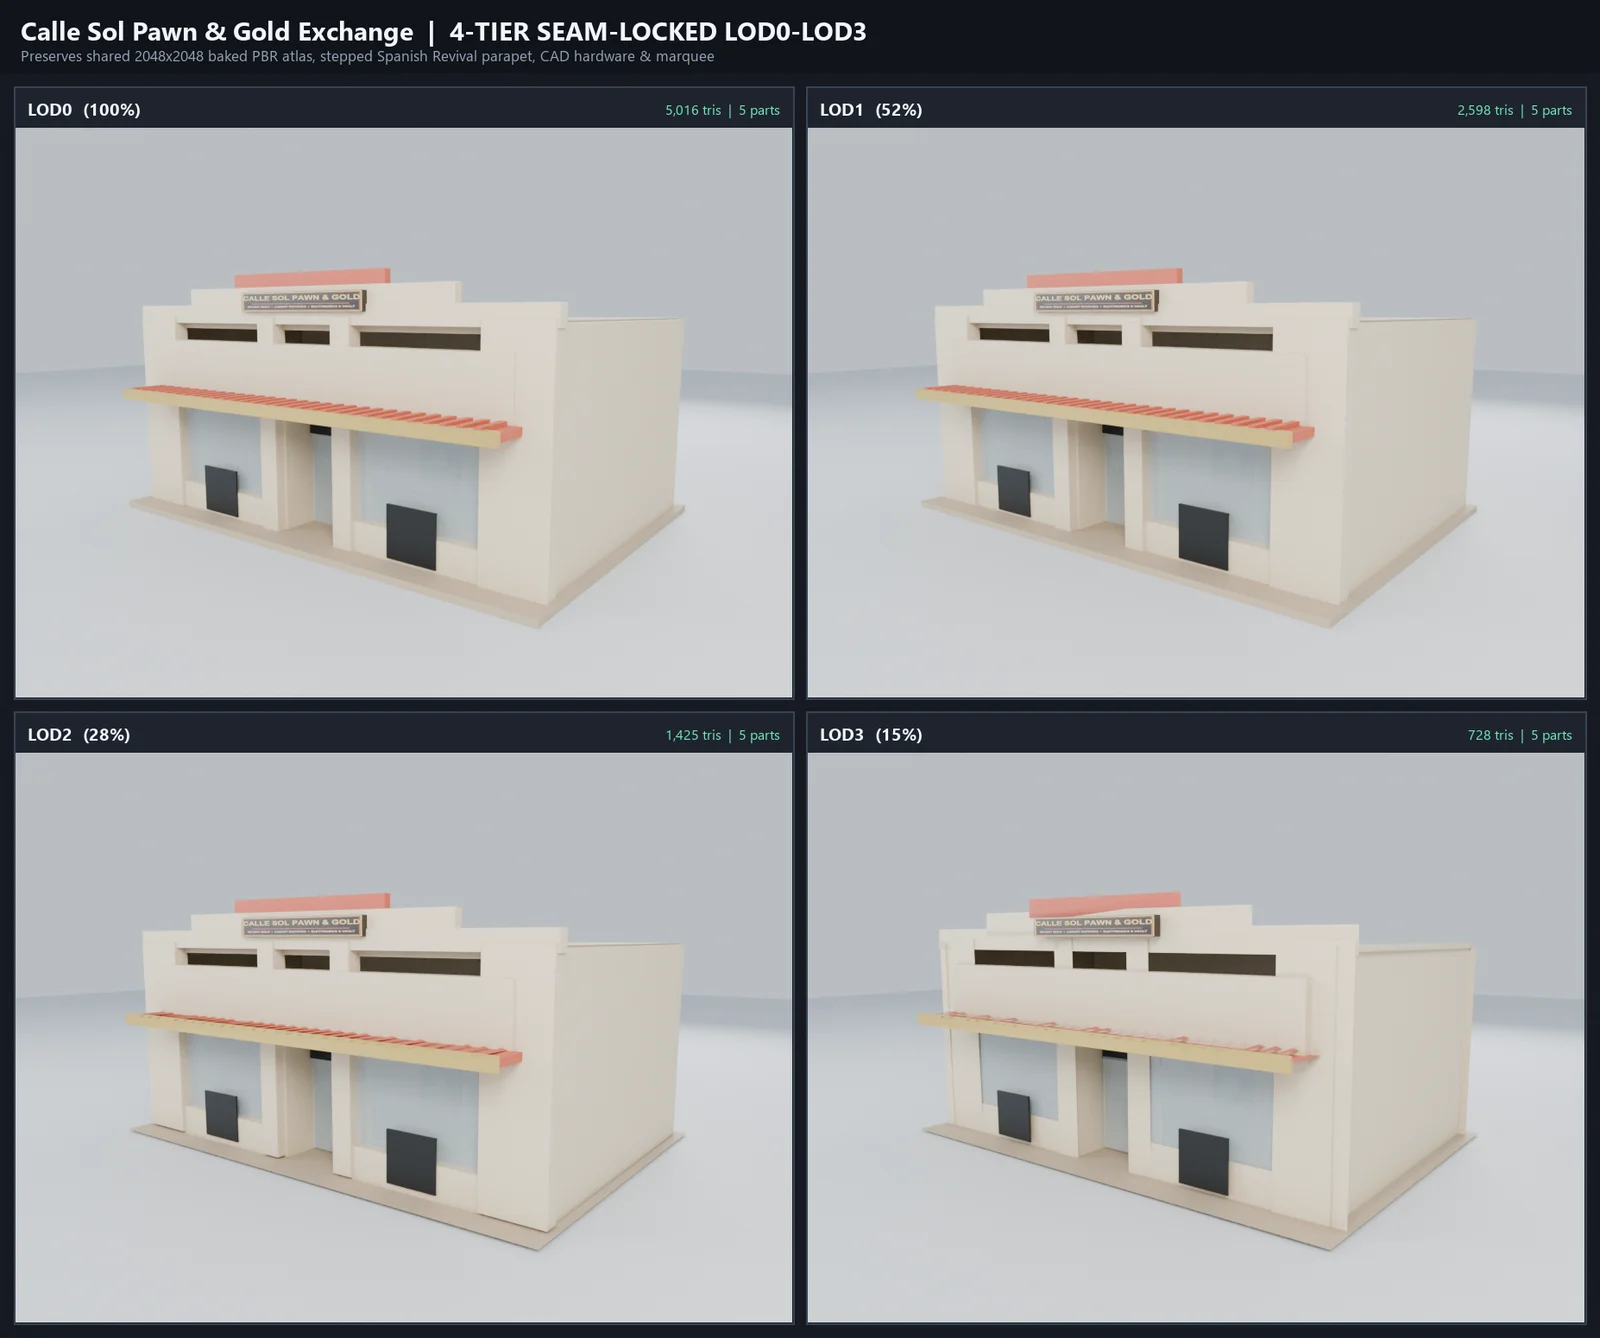 Calle Sol Pawn & Gold Exchange | 4-TIER SEAM-LOCKED LOD0-LOD3
Preserves shared 2048x2048 baked PBR atlas, stepped Spanish Revival parapet, CAD hardware & marquee
LOD0 (100%)
5,016 tris | 5 parts
CALLE SOL PAWN & GOLD
LOD1 (52%)
2,598 tris | 5 parts
CALLE SOL PAWN & GOLD
LOD2 (28%)
1,425 tris | 5 parts
CALLE SOL PAWN & GOLD
LOD3 (15%)
728 tris | 5 parts
CALLE SOL PAWN & GOLD